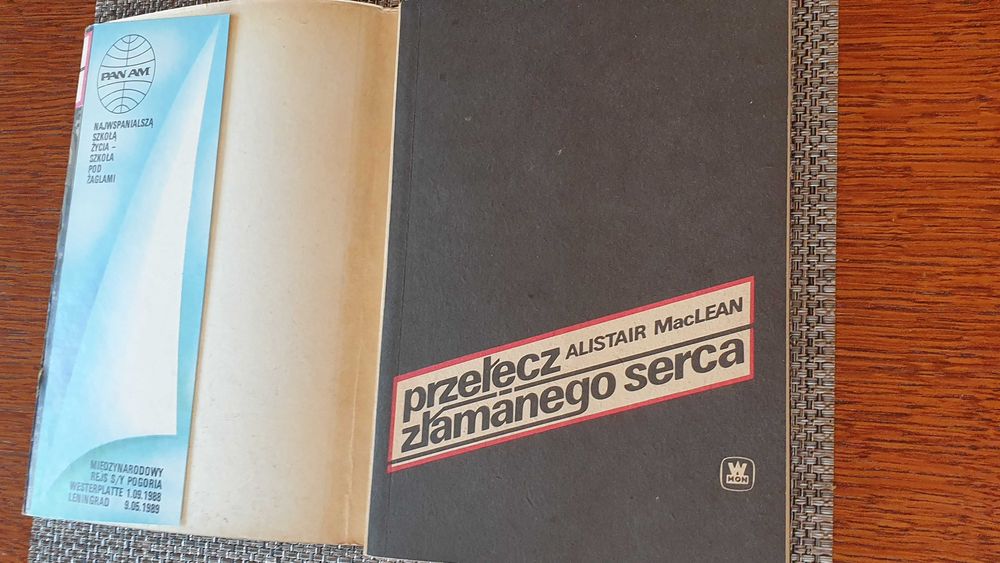 PAN AM
NAJWSPANIALSZĄ
SZKOŁĄ
ŻYCIA –
SZKOŁA
POD
ŻAGLAMI
MIĘDZYNARODOWY
REJS S/Y POGORIA
WESTERPLATTE 1.09.1988
LENINGRAD 9.05.1989
przełęcz ALISTAIR MacLEAN
złamanego serca
W
MON